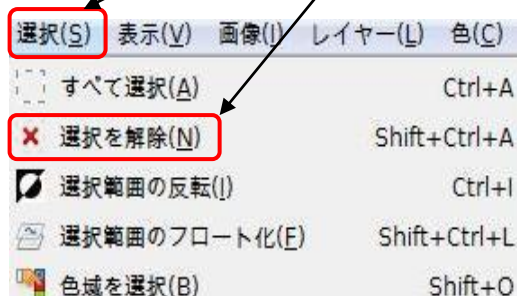 選択(S) 表示(V) 画像(I) レイヤー(L) 色(C)
すべて選択(A) Ctrl+A
選択を解除(N) Shift+Ctrl+A
選択範囲の反転(I) Ctrl+I
選択範囲のフロート化(F) Shift+Ctrl+L
色域を選択(B) Shift+O